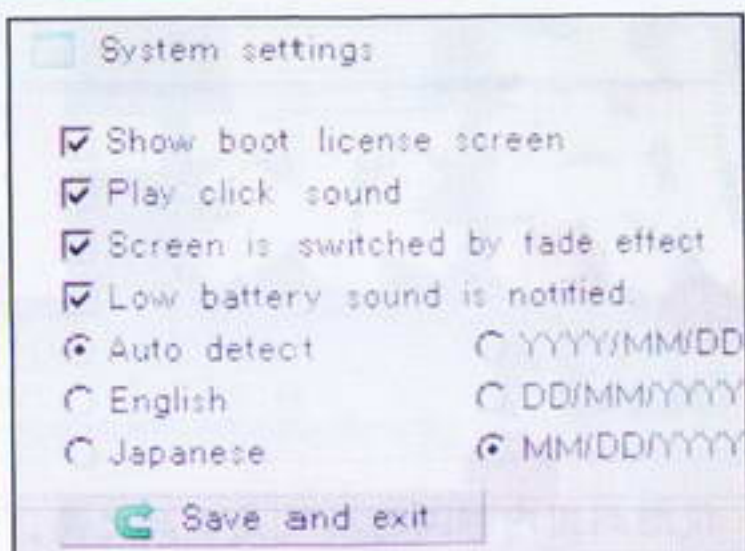 System settings
Show boot license screen
Play click sound
Screen is switched by fade effect
Low battery sound is notified.
Auto detect
YYYY/MM/DD
English
DD/MM/YYYY
Japanese
MM/DD/YYYY
Save and exit